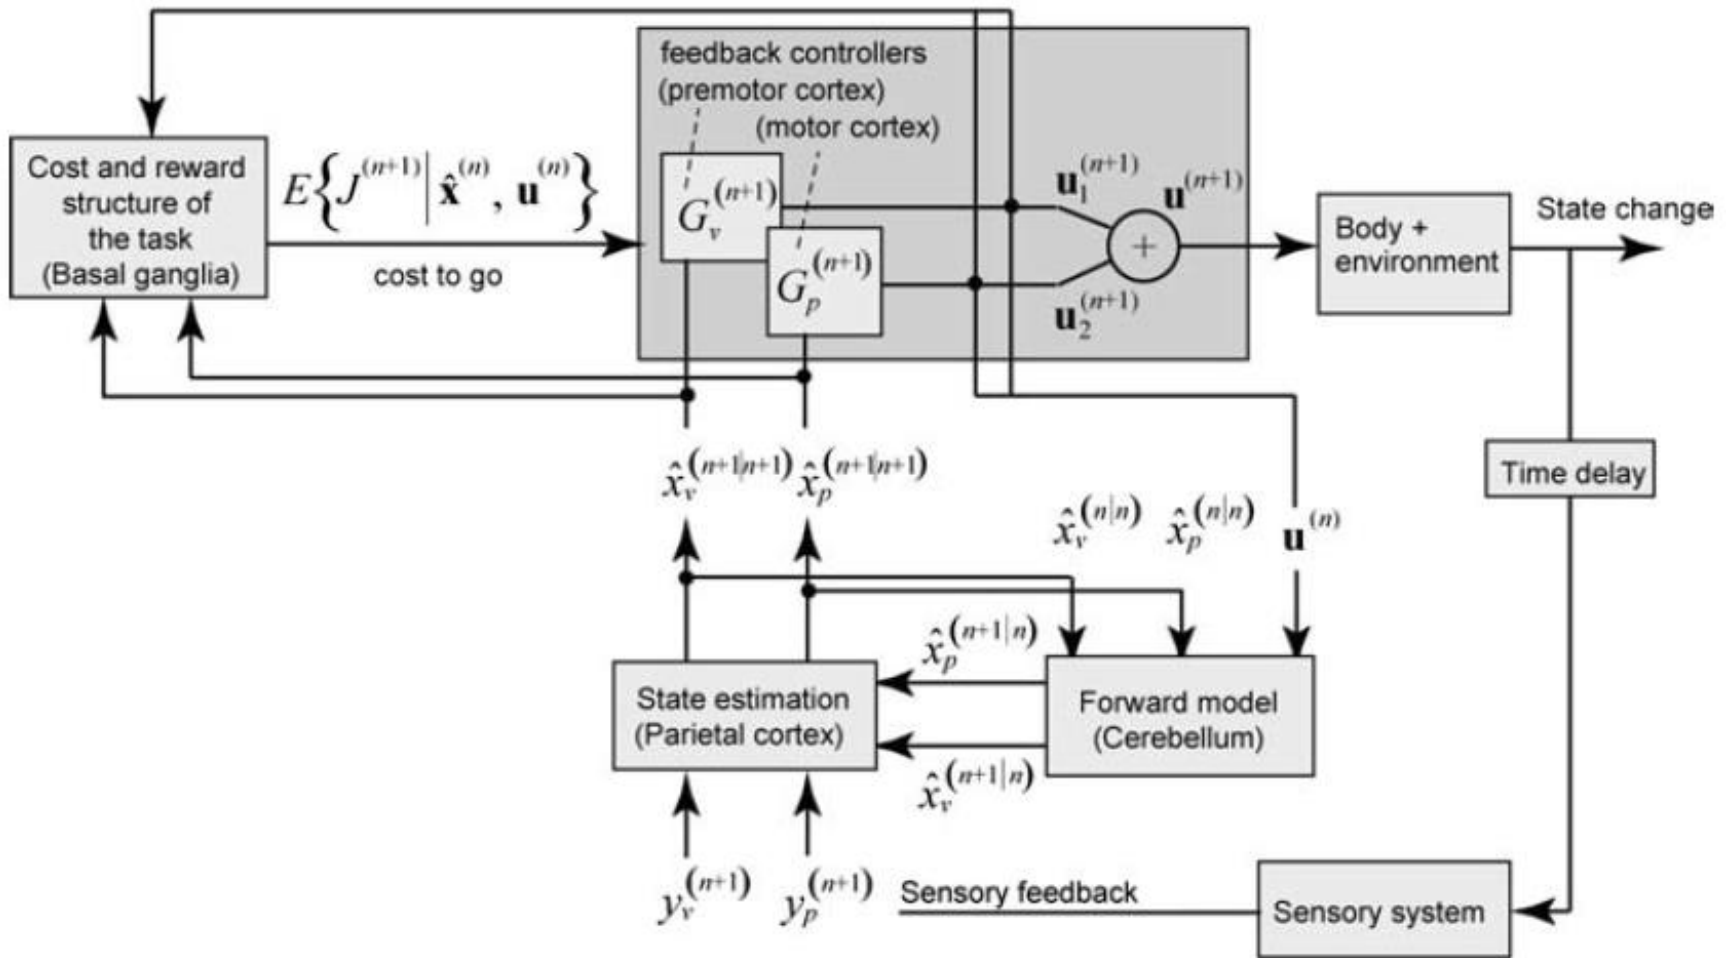 feedback controllers
(premotor cortex)
(motor cortex)
Cost and reward
structure of
the task
(Basal ganglia)
E{J^(n+1)| x̂^(n), u^(n)}
cost to go
G_v^(n+1)
G_p^(n+1)
u_1^(n+1)
u_2^(n+1)
u^(n+1)
+
Body +
environment
State change
Time delay
x̂_v^(n+1|n+1) x̂_p^(n+1|n+1)
x̂_v^(n|n) x̂_p^(n|n) u^(n)
x̂_p^(n+1|n)
State estimation
(Parietal cortex)
Forward model
(Cerebellum)
x̂_v^(n+1|n)
y_v^(n+1) y_p^(n+1)
Sensory feedback
Sensory system